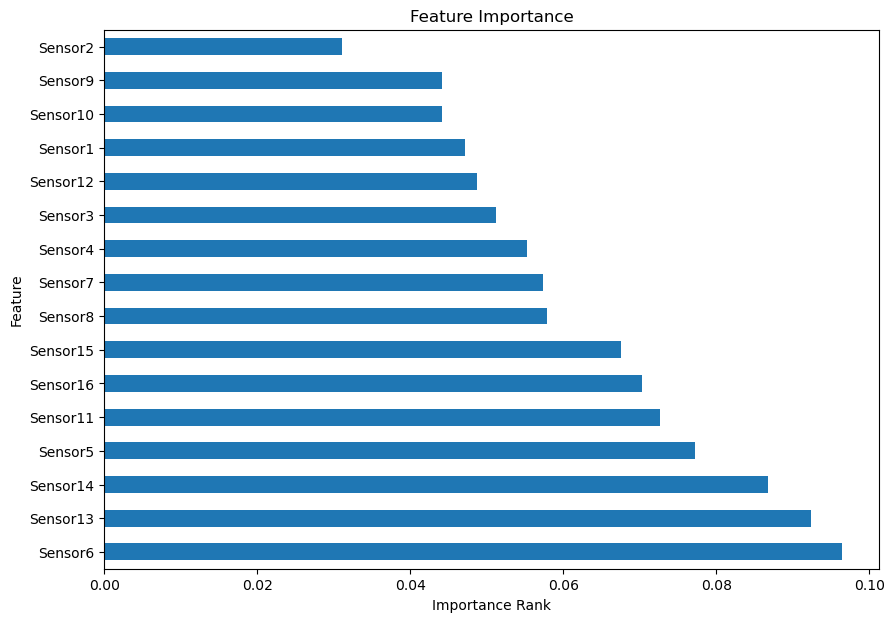 Feature Importance
Sensor2
Sensor9
Sensor10
Sensor1
Sensor12
Sensor3
Sensor4
Sensor7
Sensor8
Sensor15
Sensor16
Sensor11
Sensor5
Sensor14
Sensor13
Sensor6
Feature
0.00 0.02 0.04 0.06 0.08 0.10
Importance Rank